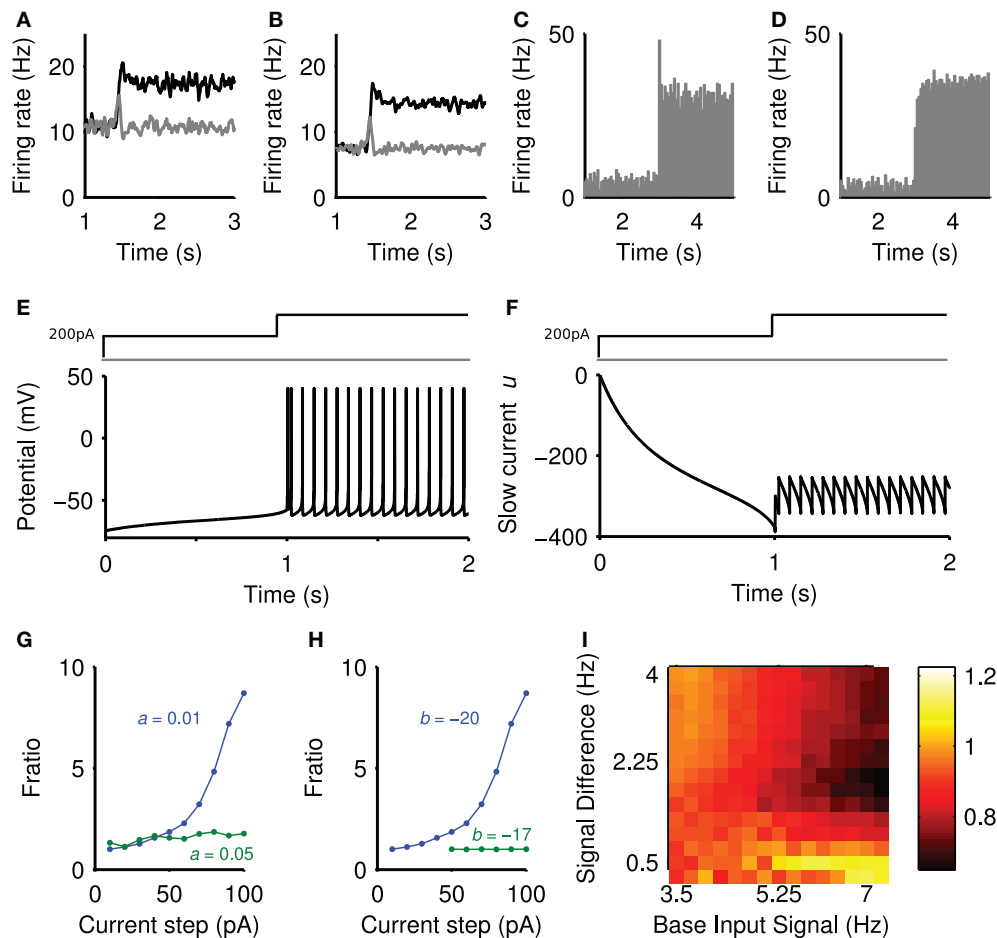 A
Firing rate (Hz)
20
10
0
1
2
3
Time (s)
B
Firing rate (Hz)
20
10
0
1
2
3
Time (s)
C
Firing rate (Hz)
50
0
2
4
Time (s)
D
Firing rate (Hz)
50
0
2
4
Time (s)
E
200pA
Potential (mV)
50
0
−50
0
1
2
Time (s)
F
200pA
Slow current u
0
−200
−400
0
1
2
Time (s)
G
Fratio
10
5
0
a = 0.01
a = 0.05
0
50
100
Current step (pA)
H
Fratio
10
5
0
b = −20
b = −17
0
50
100
Current step (pA)
I
Signal Difference (Hz)
4
2.25
0.5
3.5
5.25
7
Base Input Signal (Hz)
1.2
1
0.8